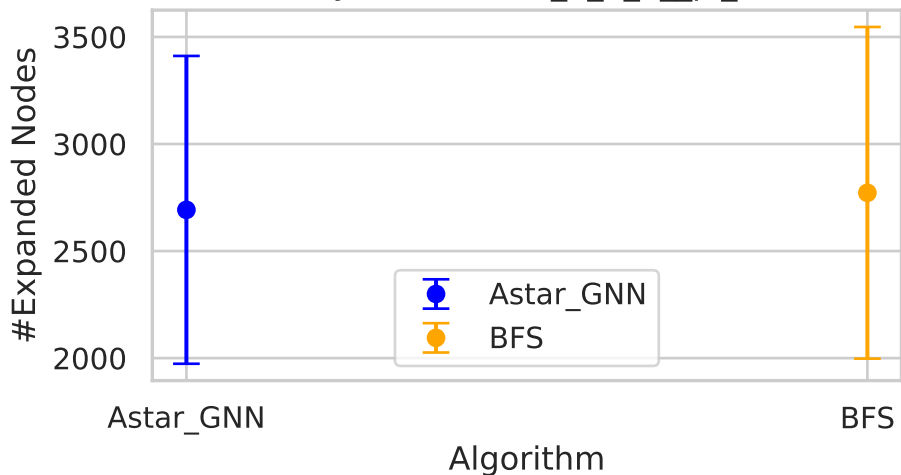 3500
3000
2500
2000
#Expanded Nodes
Astar_GNN
BFS
Astar_GNN
BFS
Algorithm